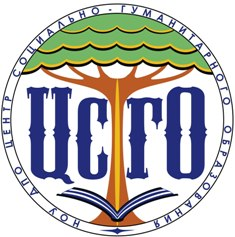 НОУ ДПО ЦЕНТР СОЦИАЛЬНО - ГУМАНИТАРНОГО ОБРАЗОВАНИЯ
ЦсГО